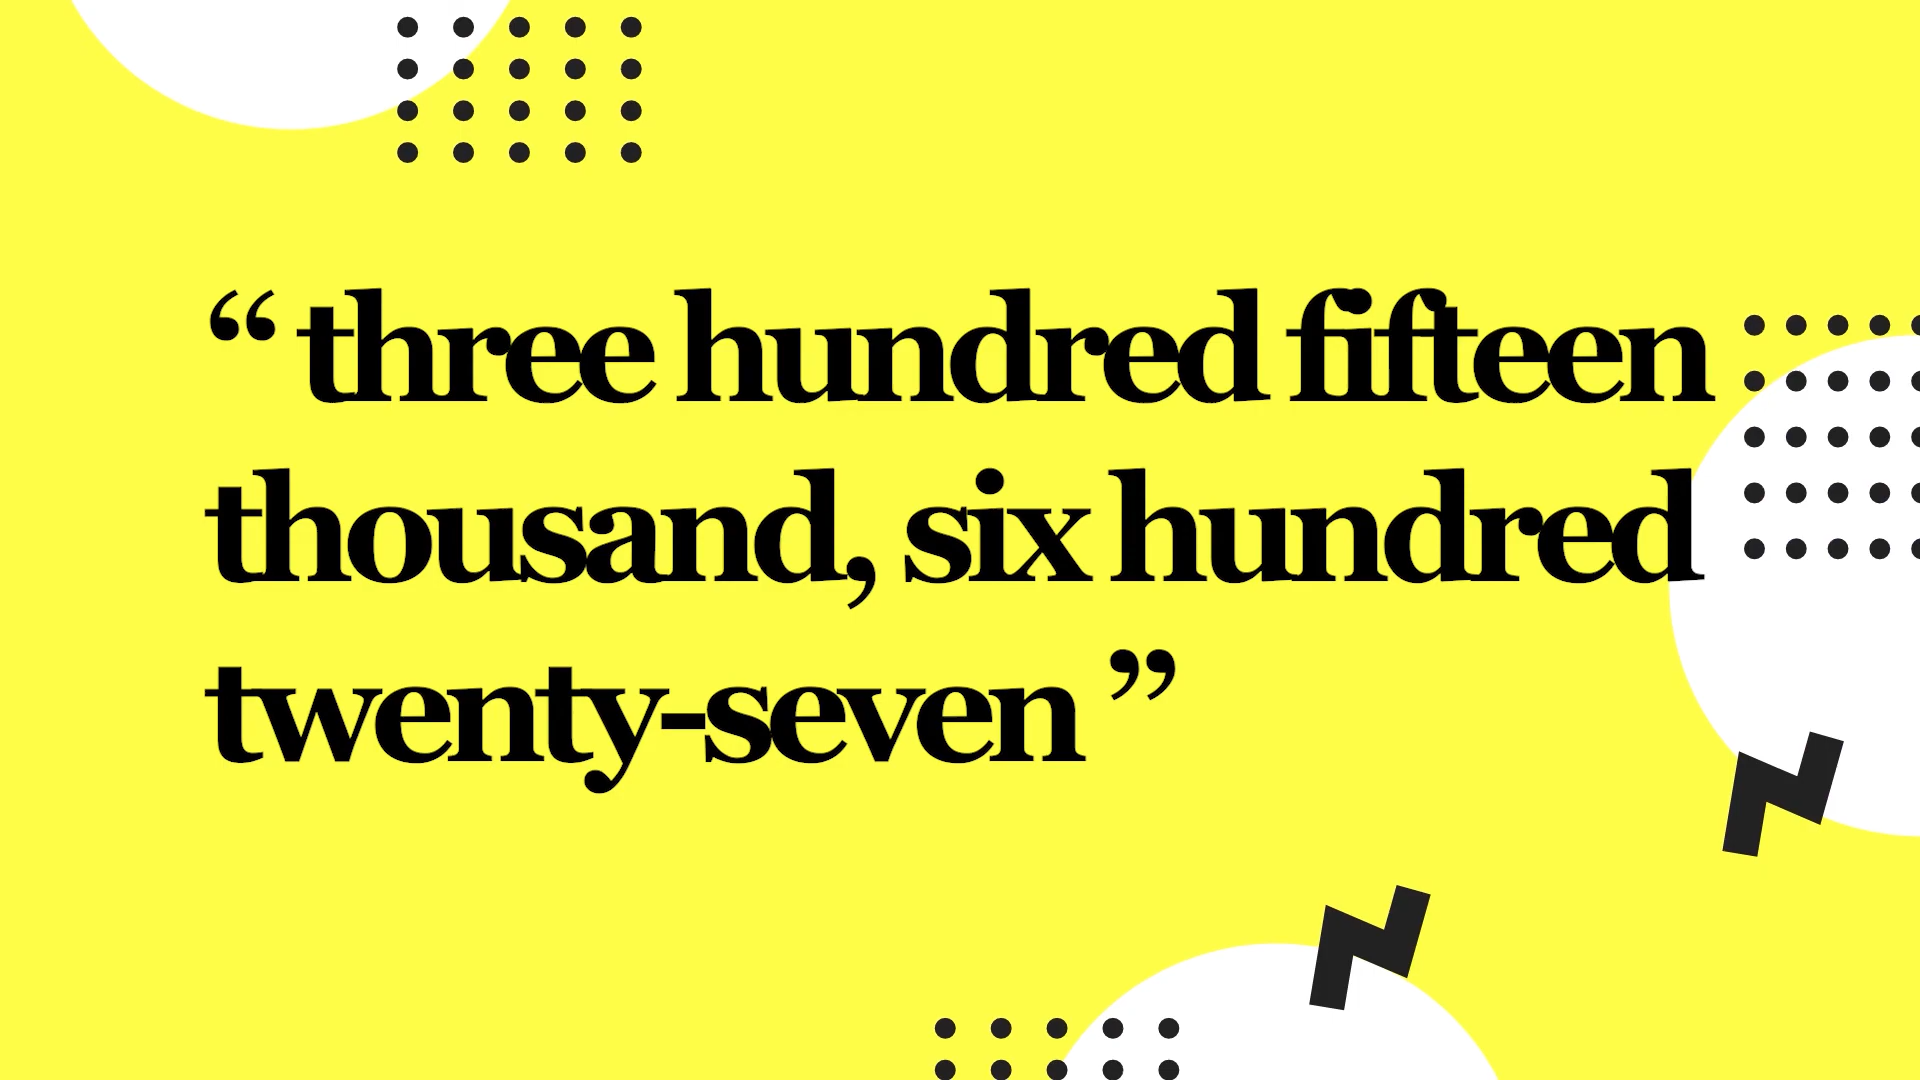 “ three hundred fifteen
thousand, six hundred
twenty-seven ”